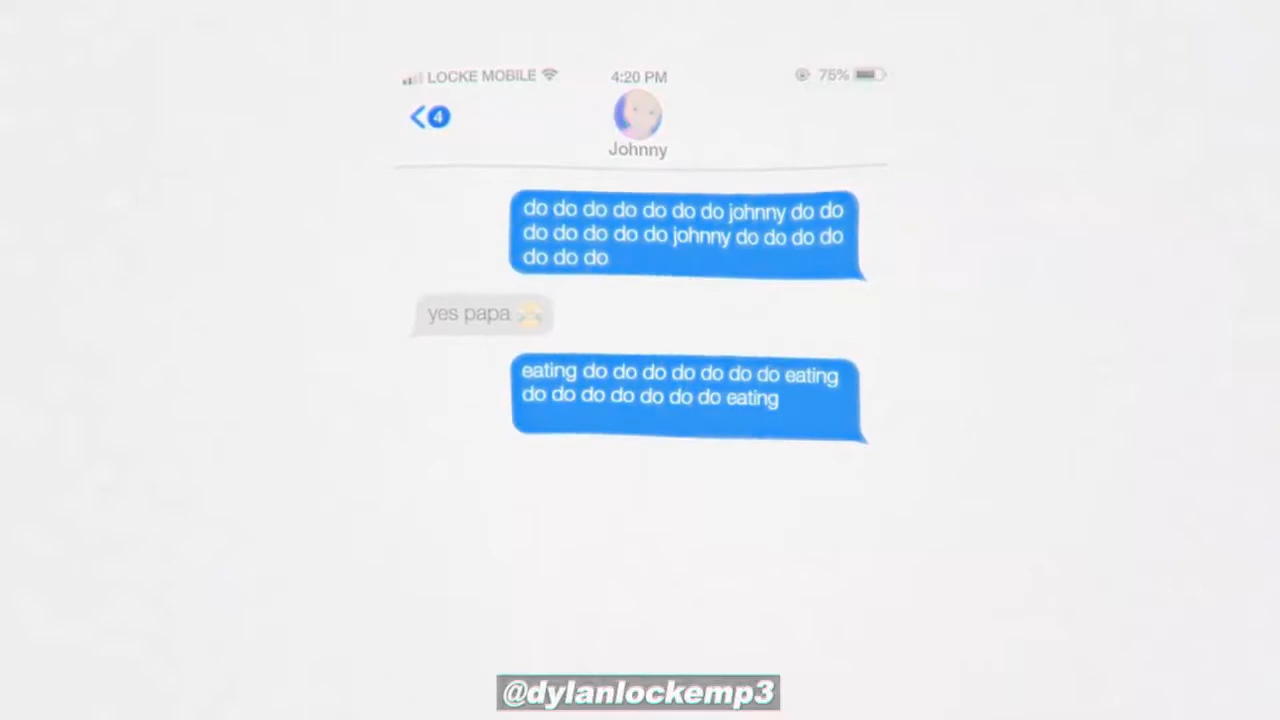 LOCKE MOBILE 4:20 PM 75%
4
Johnny
do do do do do do do johnny do do
do do do do do johnny do do do do
do do do
yes papa
eating do do do do do do do eating
do do do do do do do eating
@dylanlockemp3